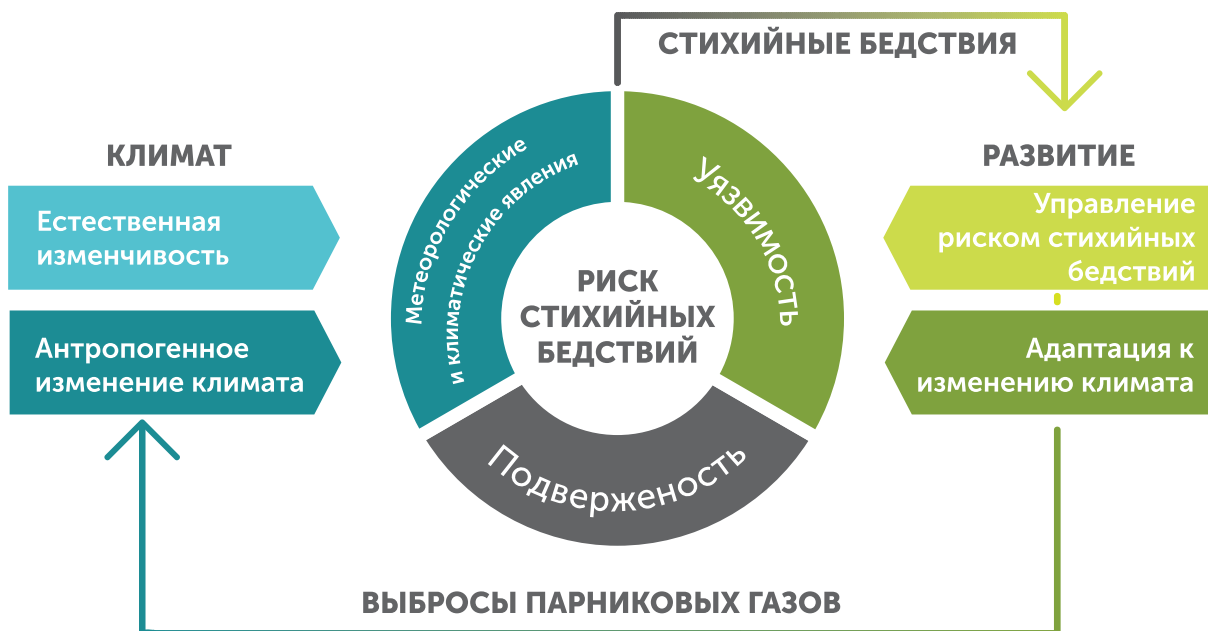 СТИХИЙНЫЕ БЕДСТВИЯ
КЛИМАТ
Естественная
изменчивость
Антропогенное
изменение климата
Метеорологические
и климатические явления
Уязвимость
Подверженость
РИСК
СТИХИЙНЫХ
БЕДСТВИЙ
РАЗВИТИЕ
Управление
риском стихийных
бедствий
Адаптация к
изменению климата
ВЫБРОСЫ ПАРНИКОВЫХ ГАЗОВ